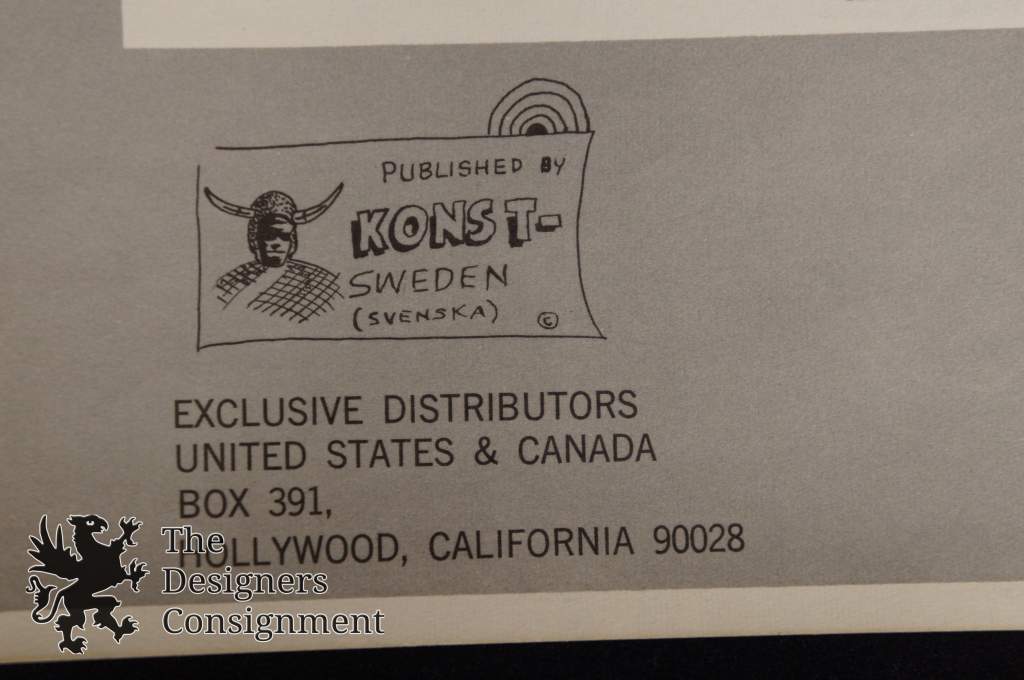 PUBLISHED BY
KONST-
SWEDEN
(SVENSKA) ©
EXCLUSIVE DISTRIBUTORS
UNITED STATES & CANADA
BOX 391,
HOLLYWOOD, CALIFORNIA 90028
The
Designers
Consignment